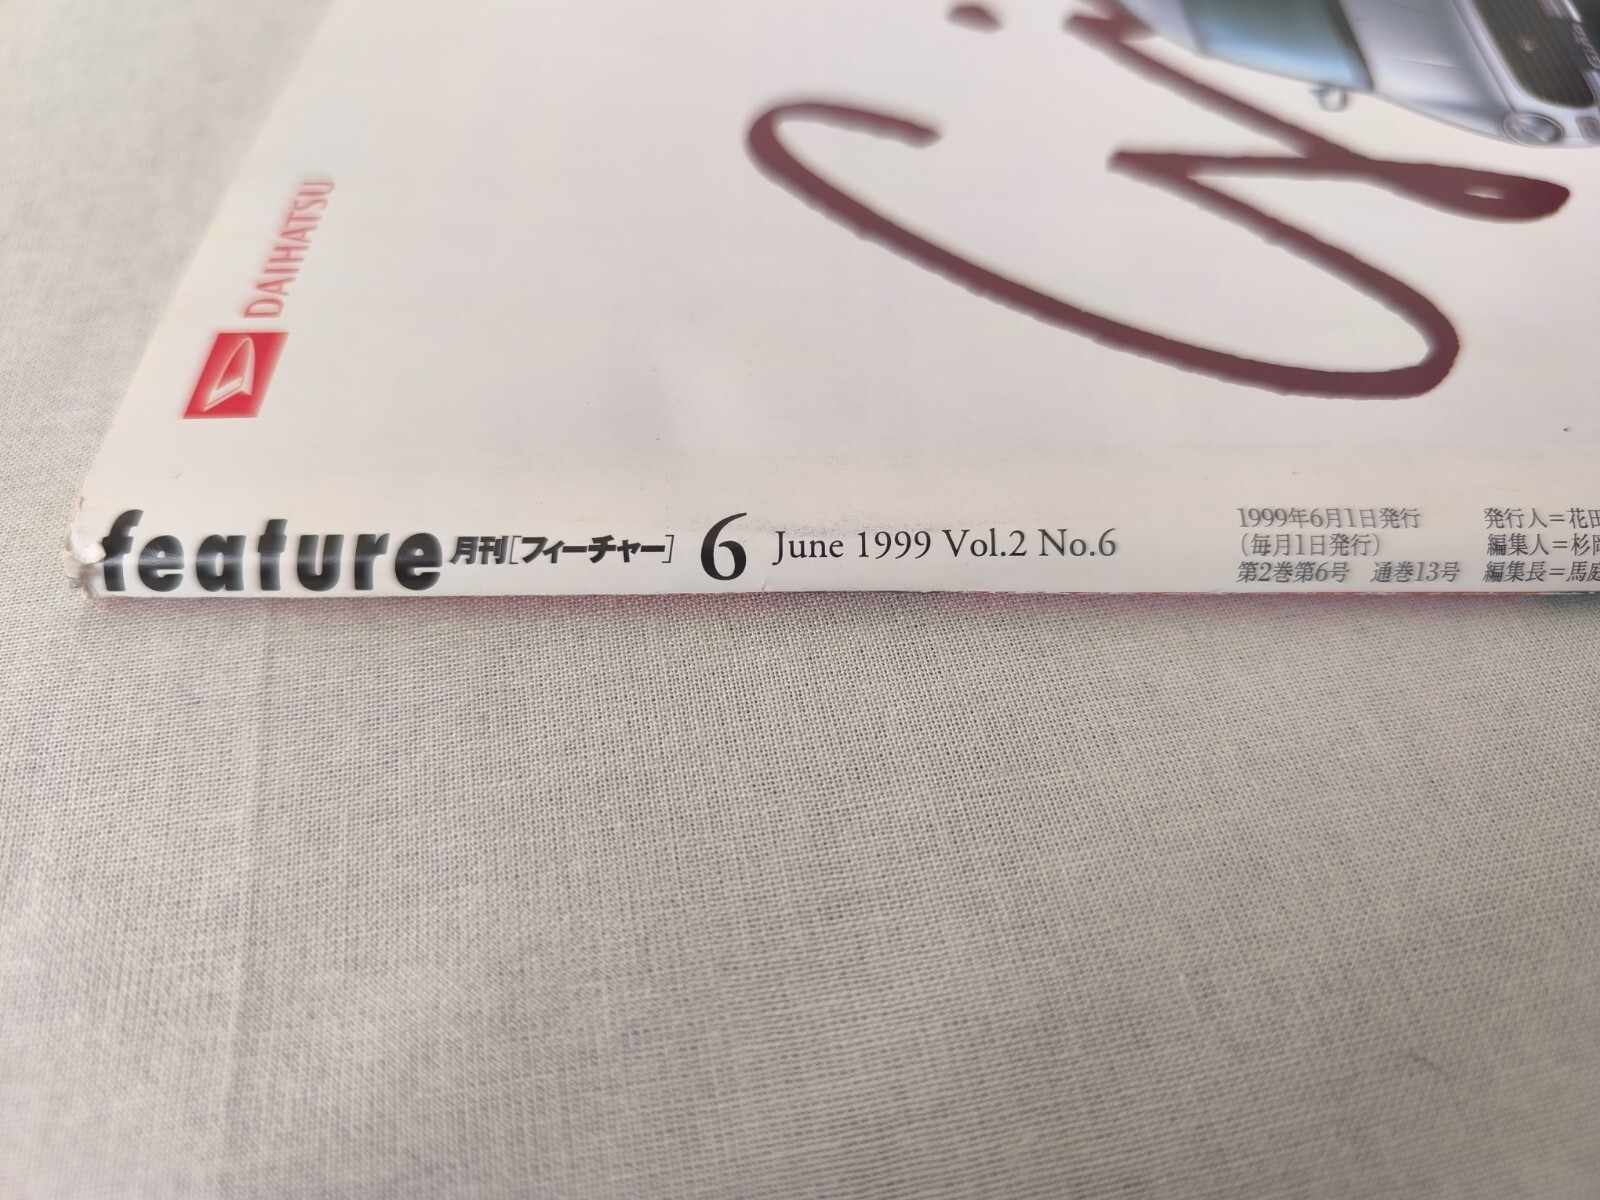 DAIHATSU
feature 月刊[フィーチャー] 6 June 1999 Vol.2 No.6
1999年6月1日発行
(毎月1日発行)
第2巻第6号 通巻13号
発行人=花田
編集人=杉岡
編集長=馬庭